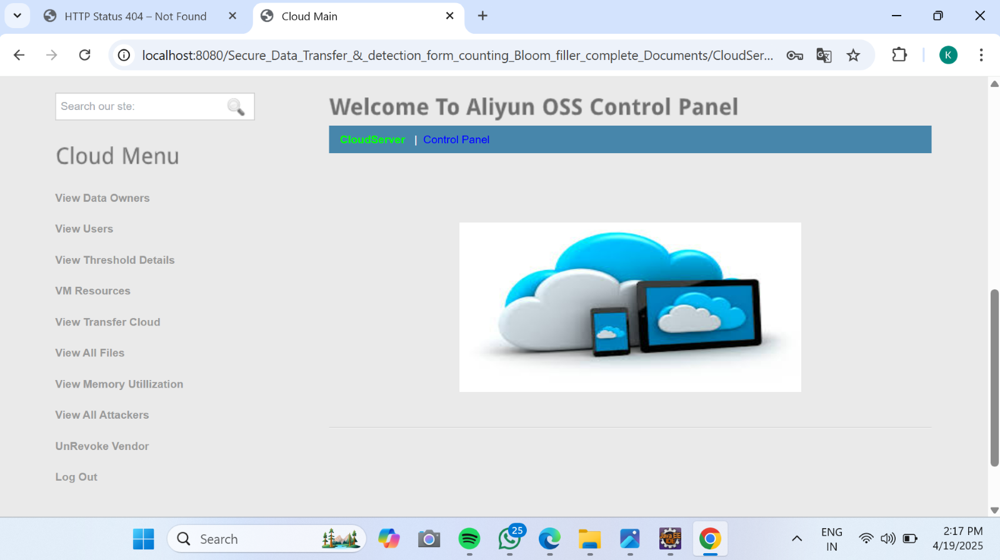 HTTP Status 404 – Not Found
Cloud Main
localhost:8080/Secure_Data_Transfer_&_detection_form_counting_Bloom_filler_complete_Documents/CloudSer...
K
Search our ste:
Welcome To Aliyun OSS Control Panel
CloudServer | Control Panel
Cloud Menu
View Data Owners
View Users
View Threshold Details
VM Resources
View Transfer Cloud
View All Files
View Memory Utillization
View All Attackers
UnRevoke Vendor
Log Out
Search
25
Java EE
IDE
ENG
IN
2:17 PM
4/19/2025